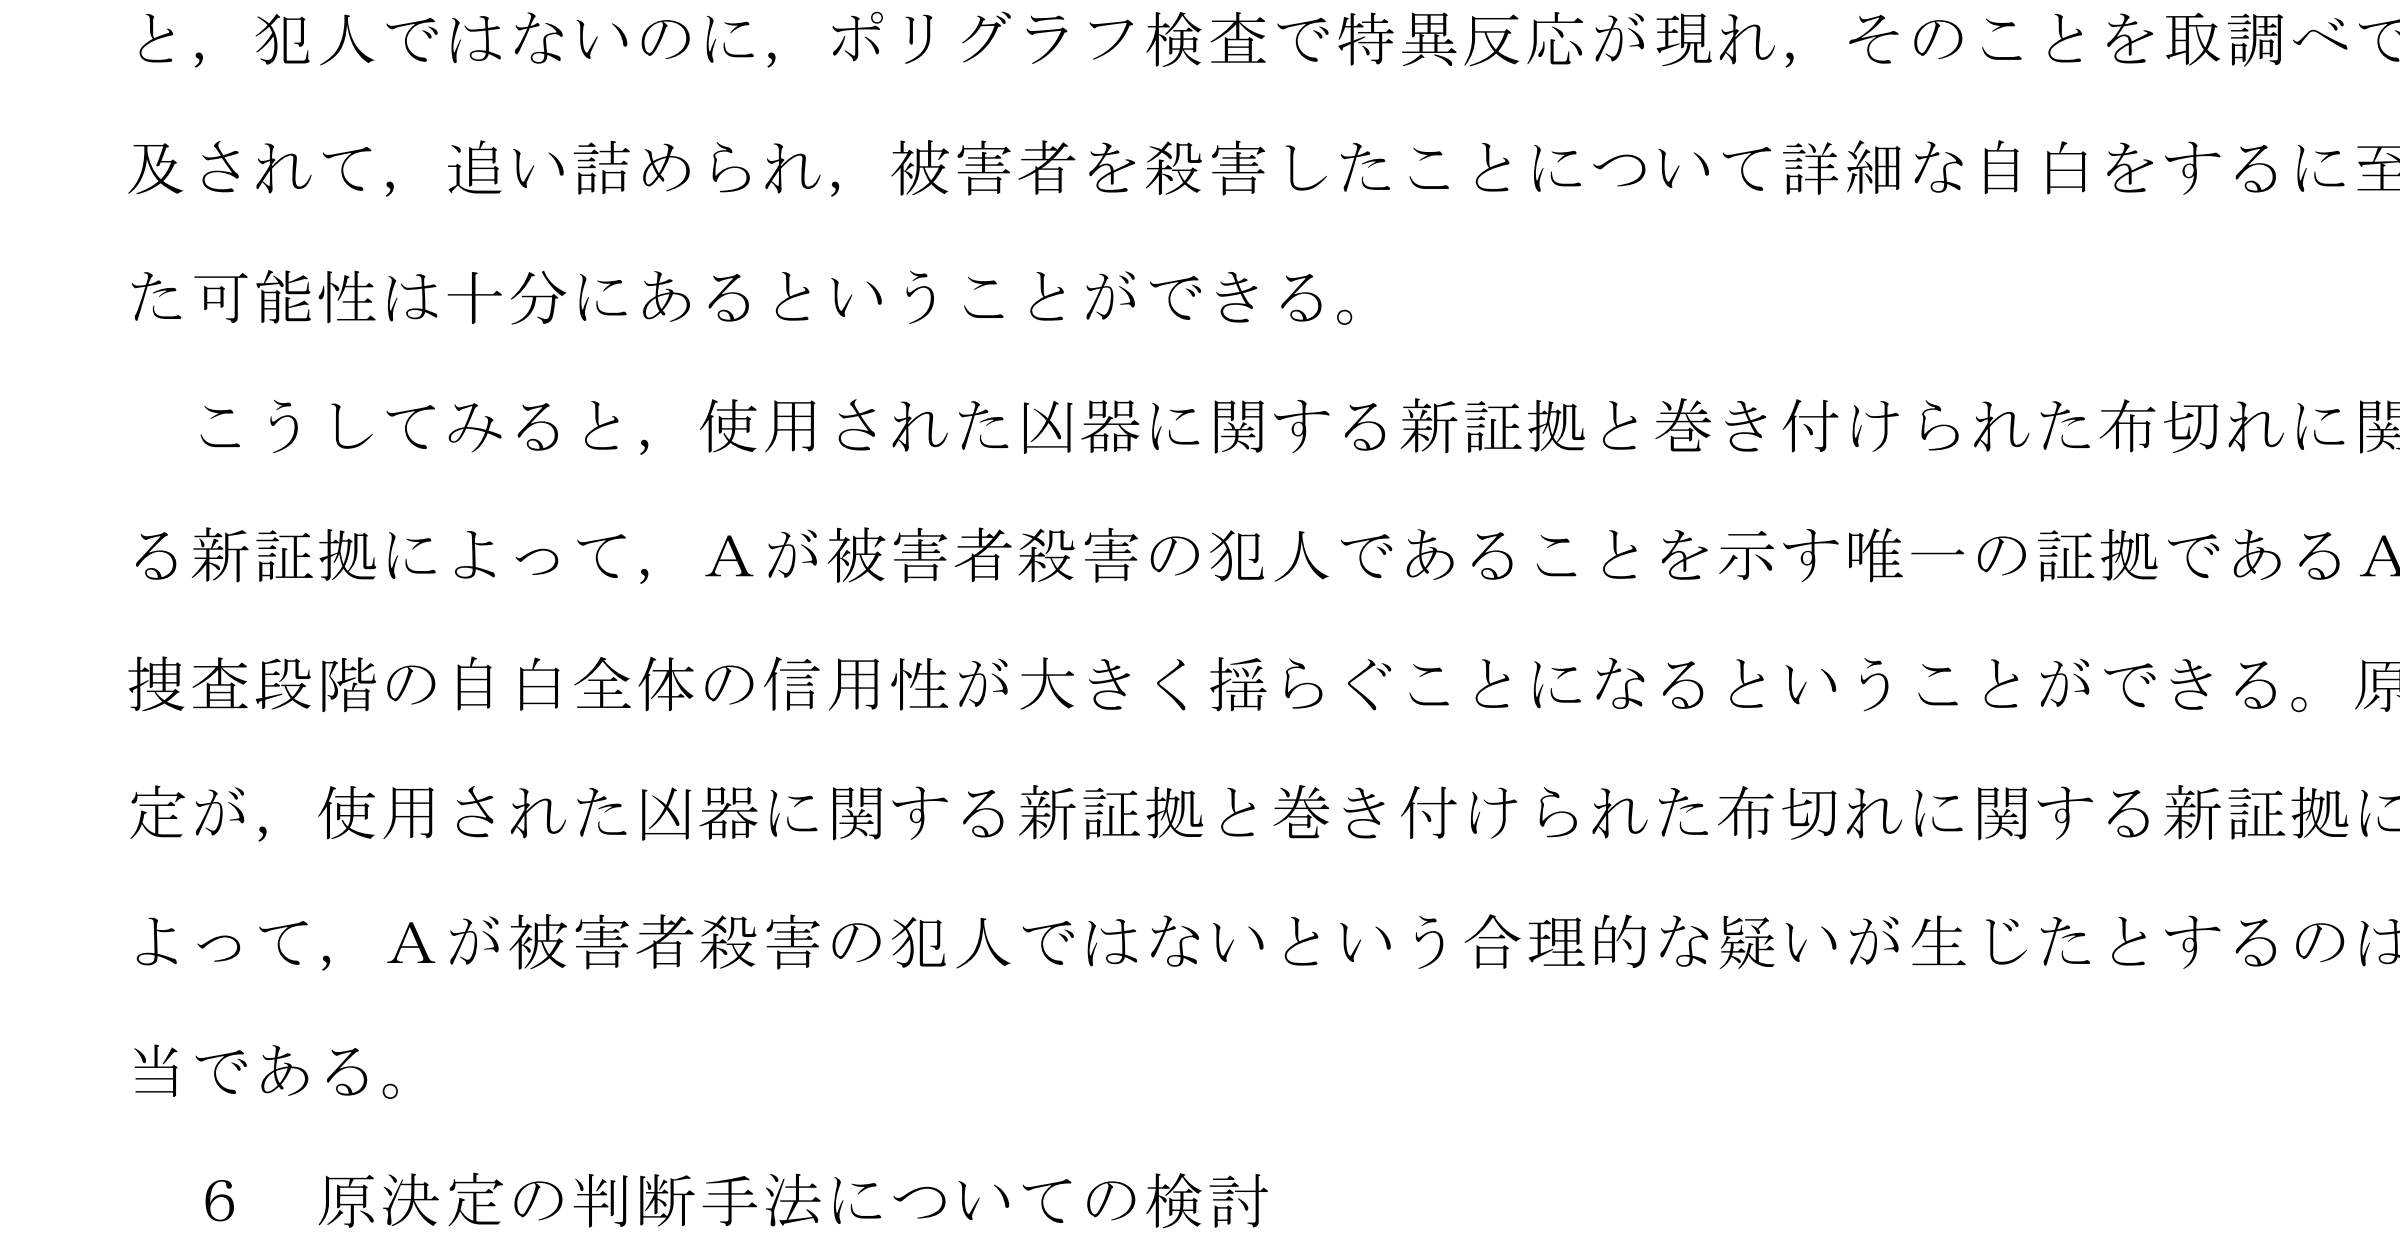 と，犯人ではないのに，ポリグラフ検査で特異反応が現れ，そのことを取調べで
及されて，追い詰められ，被害者を殺害したことについて詳細な自白をするに至
た可能性は十分にあるということができる。
こうしてみると，使用された凶器に関する新証拠と巻き付けられた布切れに関
る新証拠によって，Ａが被害者殺害の犯人であることを示す唯一の証拠であるＡ
捜査段階の自白全体の信用性が大きく揺らぐことになるということができる。原
定が，使用された凶器に関する新証拠と巻き付けられた布切れに関する新証拠に
よって，Ａが被害者殺害の犯人ではないという合理的な疑いが生じたとするのは
当である。
６　原決定の判断手法についての検討